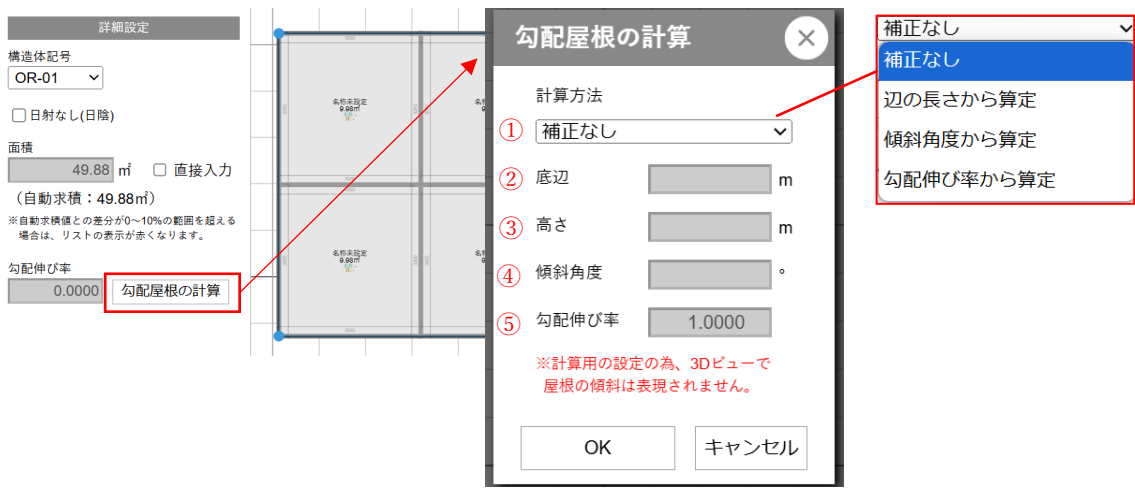 詳細設定
構造体記号
OR-01
日射なし(日陰)
面積
49.88 ㎡ 直接入力
(自動求積：49.88㎡)
※自動求積値との差分が0～10%の範囲を超える
場合は、リストの表示が赤くなります。
勾配伸び率
0.0000 勾配屋根の計算
名称未設定
9.98㎡
名称未設定
9.98㎡
勾配屋根の計算
計算方法
① 補正なし
② 底辺 m
③ 高さ m
④ 傾斜角度 °
⑤ 勾配伸び率 1.0000
※計算用の設定の為、3Dビューで
屋根の傾斜は表現されません。
OK キャンセル
補正なし
補正なし
辺の長さから算定
傾斜角度から算定
勾配伸び率から算定